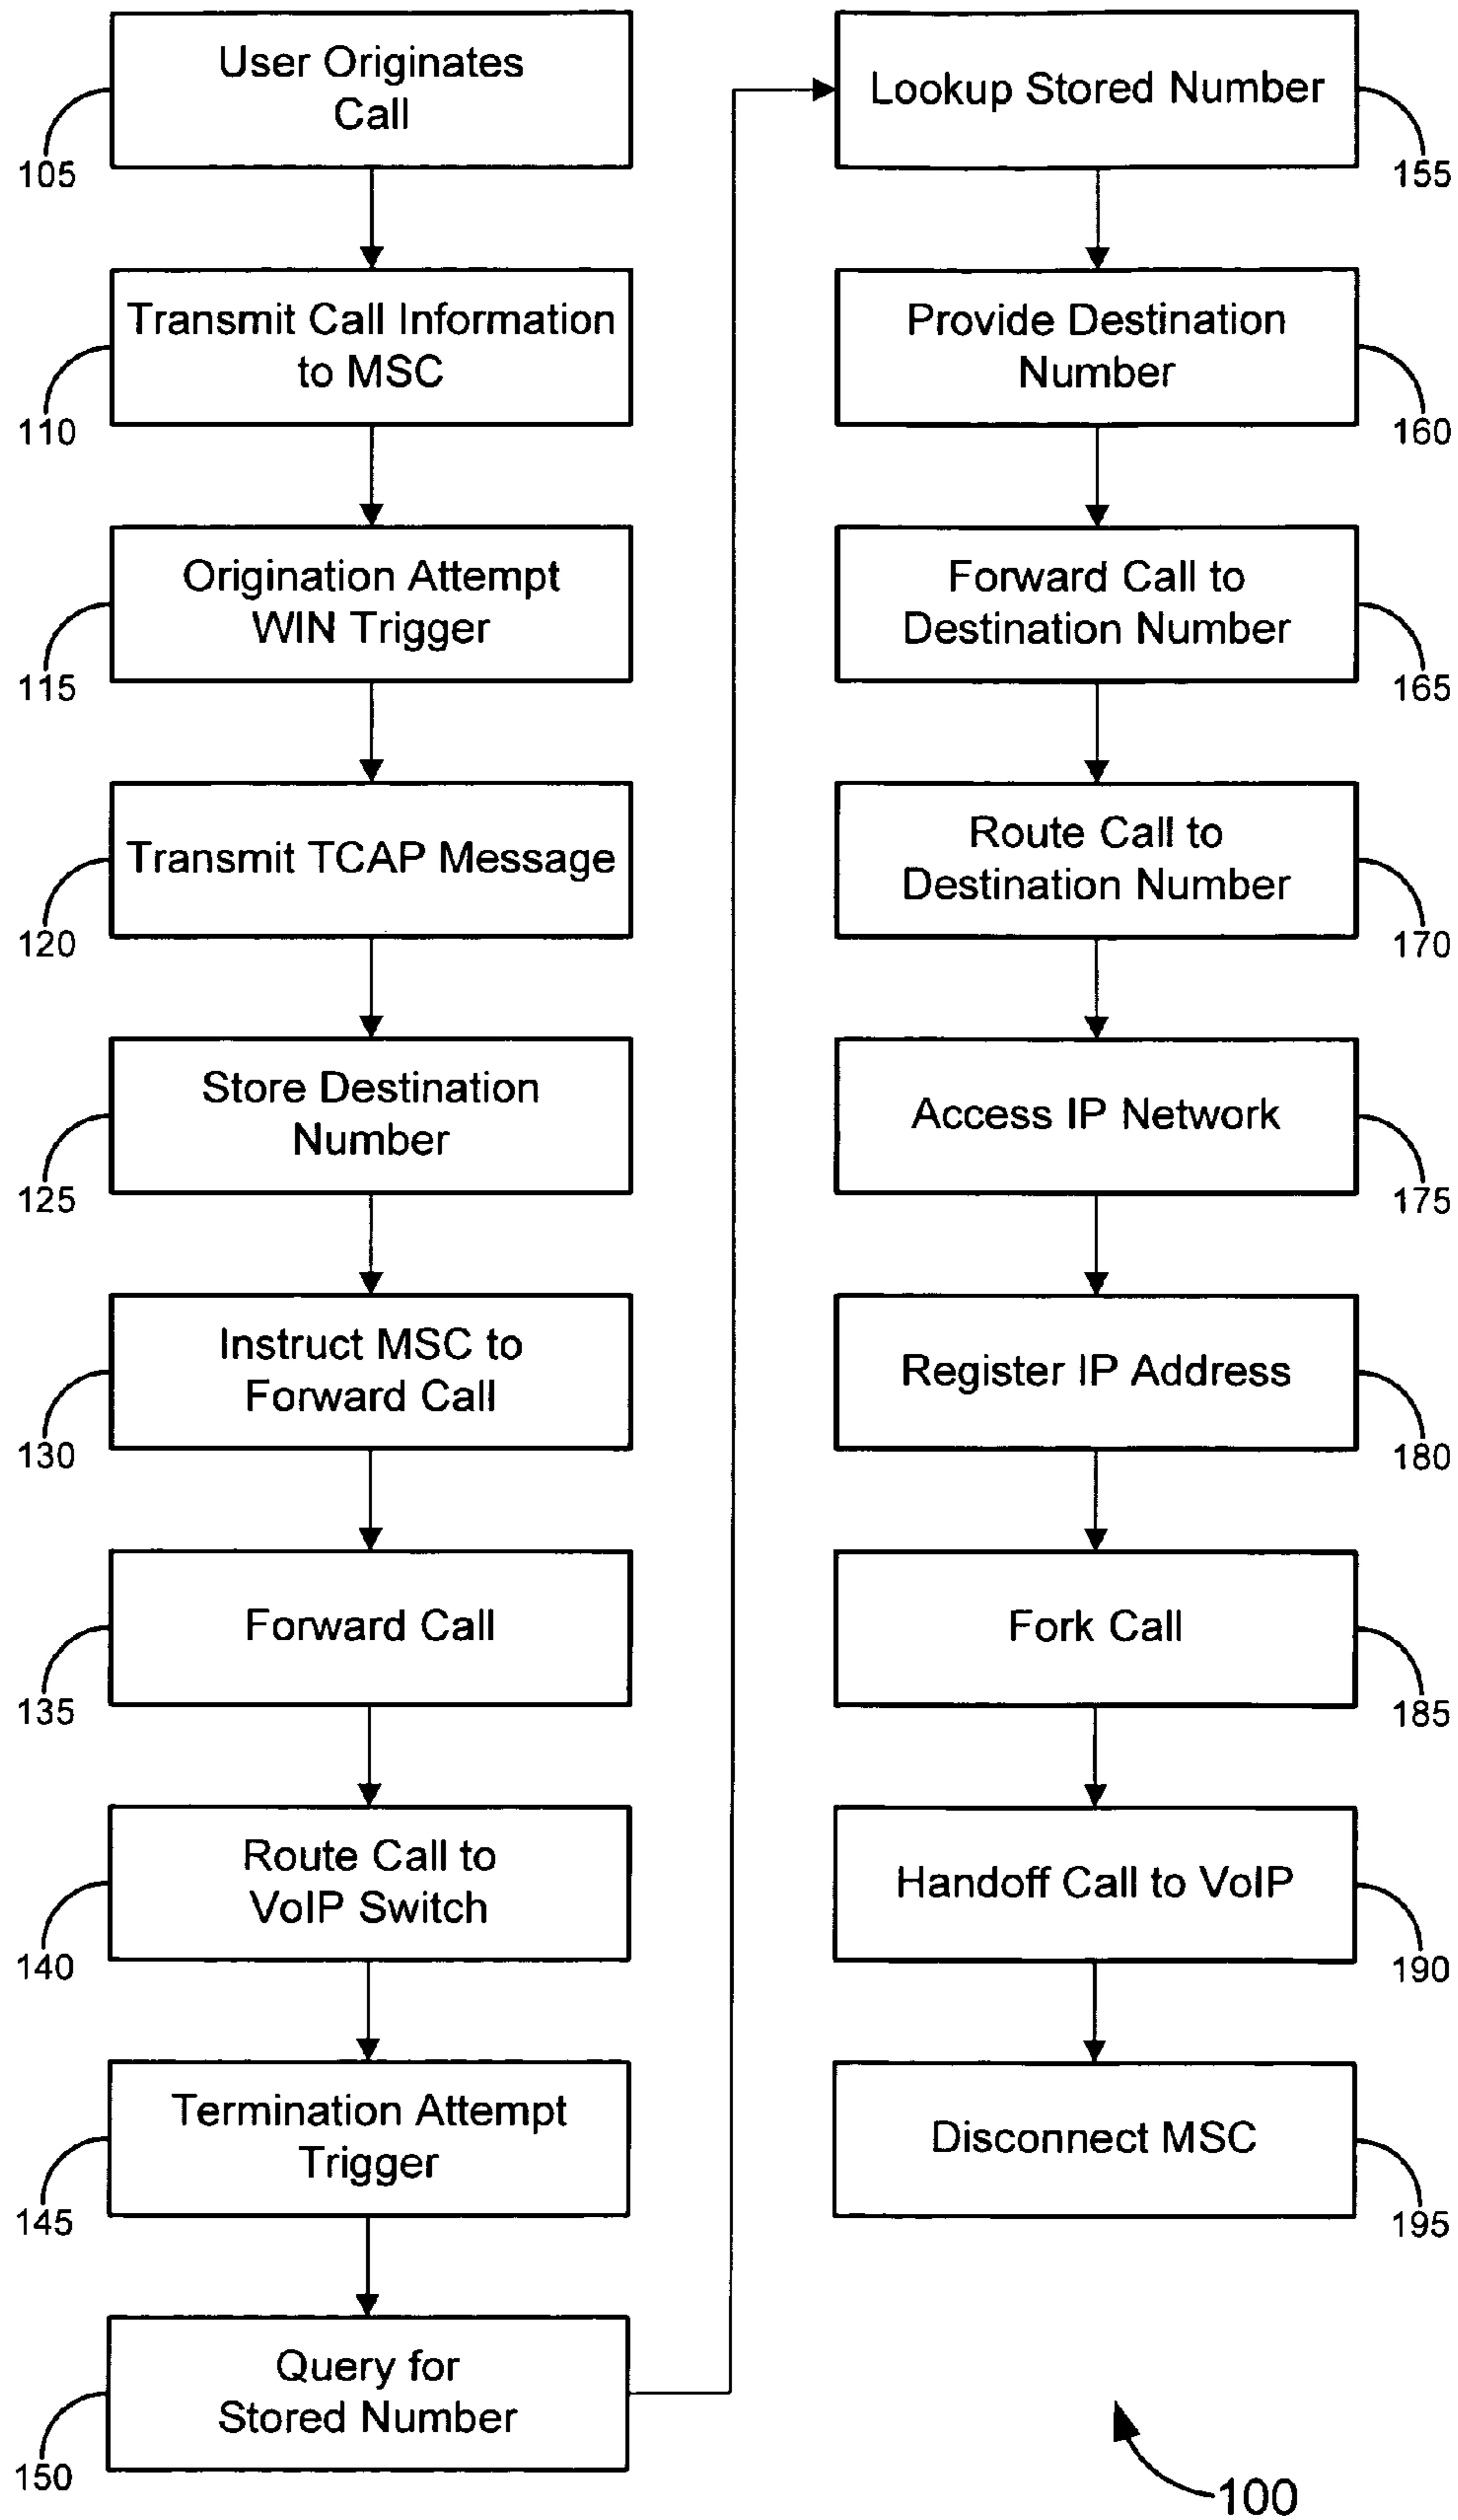 User Originates
Call
105
Transmit Call Information
to MSC
110
Origination Attempt
WIN Trigger
115
Transmit TCAP Message
120
Store Destination
Number
125
Instruct MSC to
Forward Call
130
Forward Call
135
Route Call to
VoIP Switch
140
Termination Attempt
Trigger
145
Query for
Stored Number
150
Lookup Stored Number
155
Provide Destination
Number
160
Forward Call to
Destination Number
165
Route Call to
Destination Number
170
Access IP Network
175
Register IP Address
180
Fork Call
185
Handoff Call to VoIP
190
Disconnect MSC
195
100